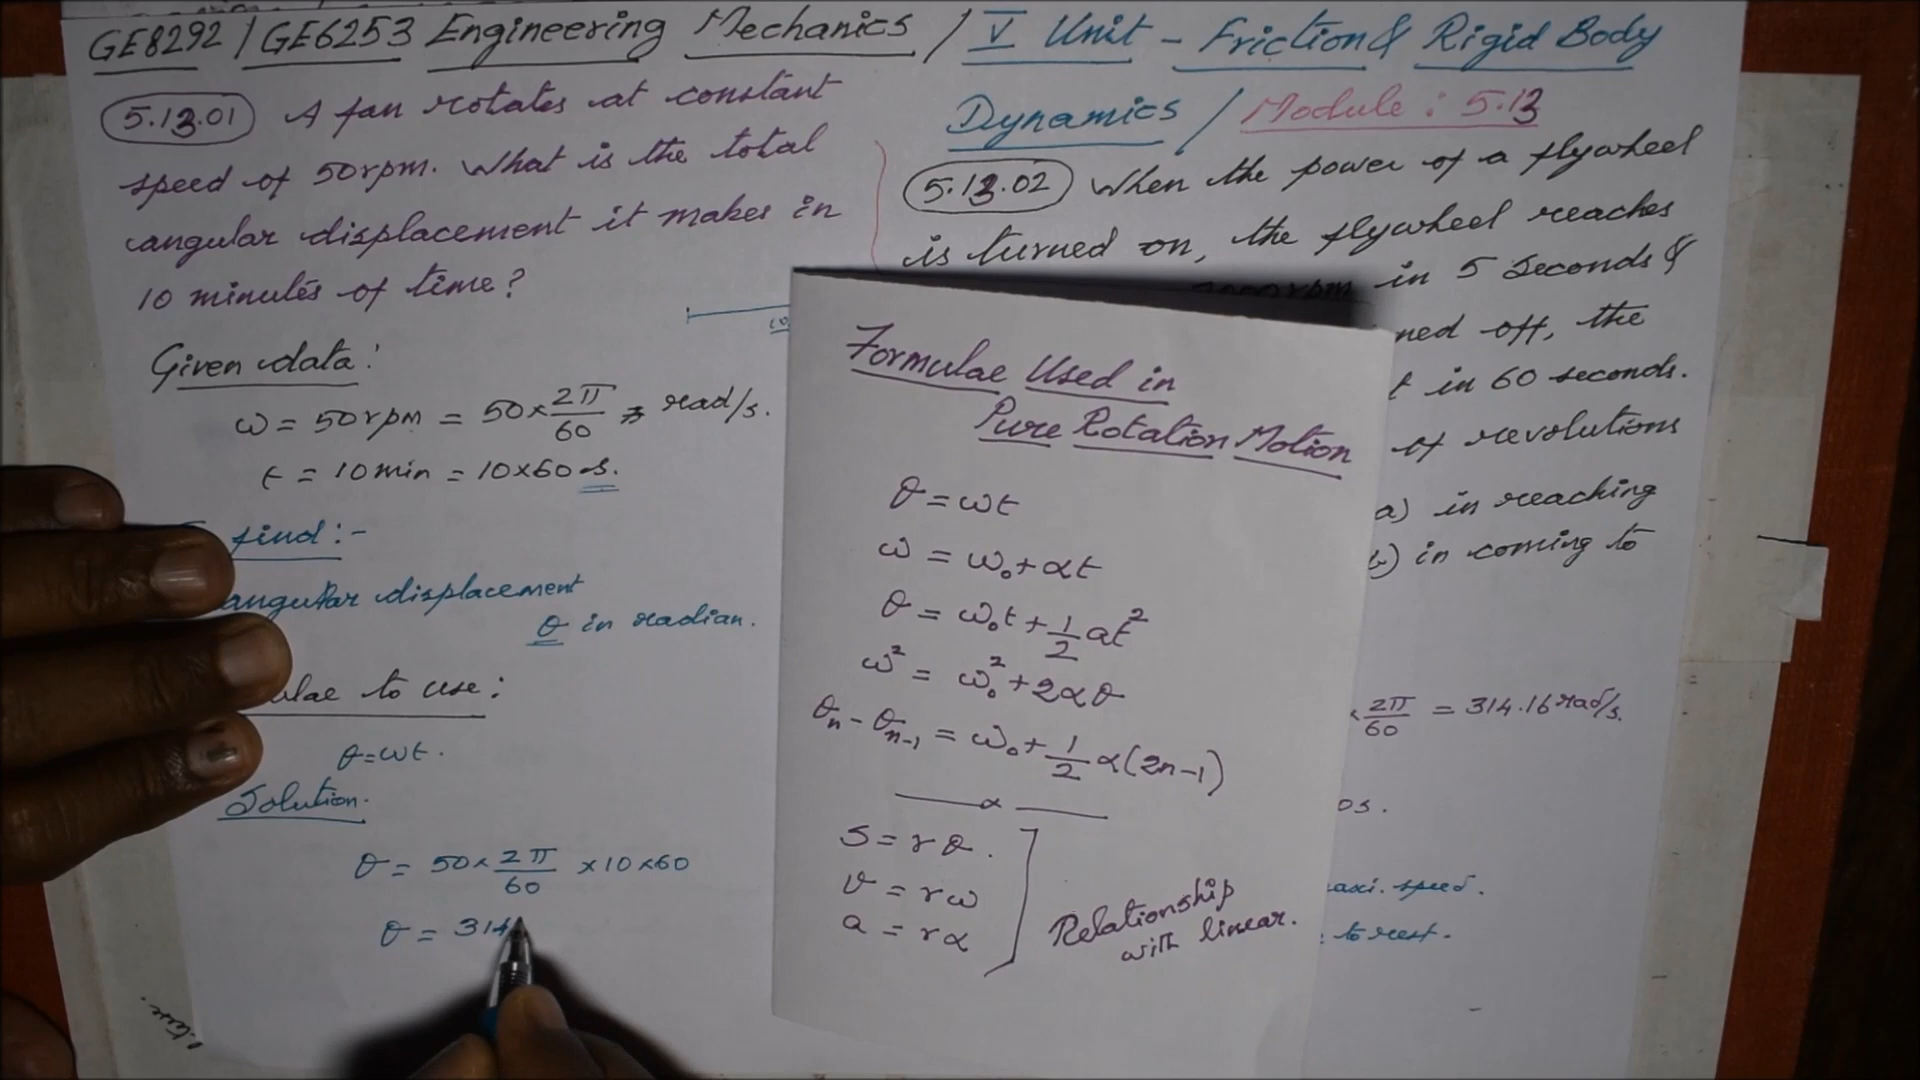 GE8292 / GE6253 Engineering Mechanics / V Unit - Friction & Rigid Body
Dynamics / Module : 5.13
5.13.01 A fan rotates at constant
speed of 50rpm. What is the total
angular displacement it makes in
10 minutes of time?
Given data:
ω = 50rpm = 50×2π/60 rad/s.
t = 10min = 10×60 s.
find :-
angular displacement
θ in radian.
ulae to use:
θ=ωt.
Solution.
θ = 50×2π/60 ×10×60
θ = 314
Formulae Used in
Pure Rotation Motion
θ = ωt
ω = ω₀+αt
θ = ω₀t+1/2 at²
ω² = ω₀²+2αθ
θn - θn-1 = ω₀+1/2 α(2n-1)
S = rθ.
v = rω
a = rα
Relationship
with linear.
5.13.02 When the power of a flywheel
is turned on, the flywheel reaches
rpm in 5 seconds &
ned off, the
t in 60 seconds.
of revolutions
a) in reaching
b) in coming to
×2π/60 = 314.16 rad/s.
os.
axi. speed.
to rest.